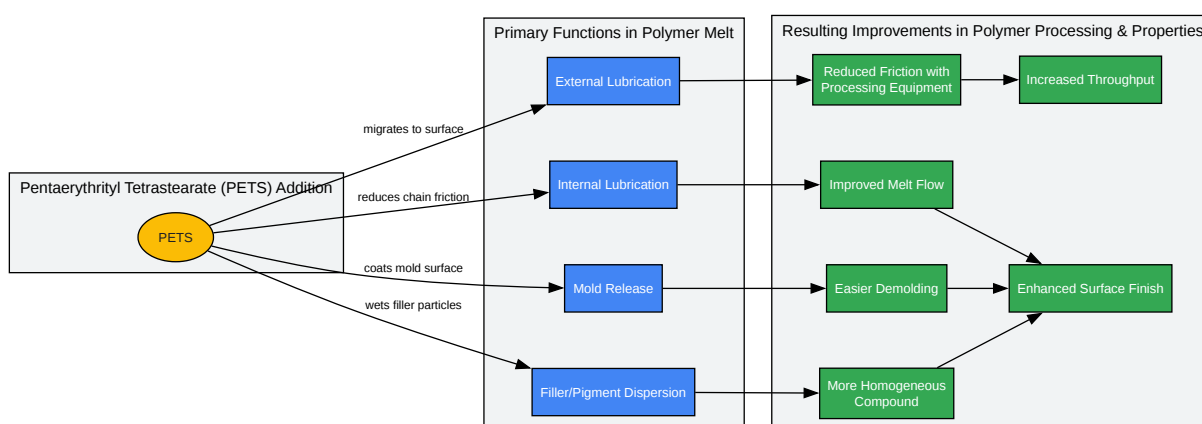 Pentaerythrityl Tetrastearate (PETS) Addition
PETS
migrates to surface
reduces chain friction
coats mold surface
wets filler particles
Primary Functions in Polymer Melt
External Lubrication
Internal Lubrication
Mold Release
Filler/Pigment Dispersion
Resulting Improvements in Polymer Processing & Properties
Reduced Friction with
Processing Equipment
Increased Throughput
Improved Melt Flow
Easier Demolding
Enhanced Surface Finish
More Homogeneous
Compound